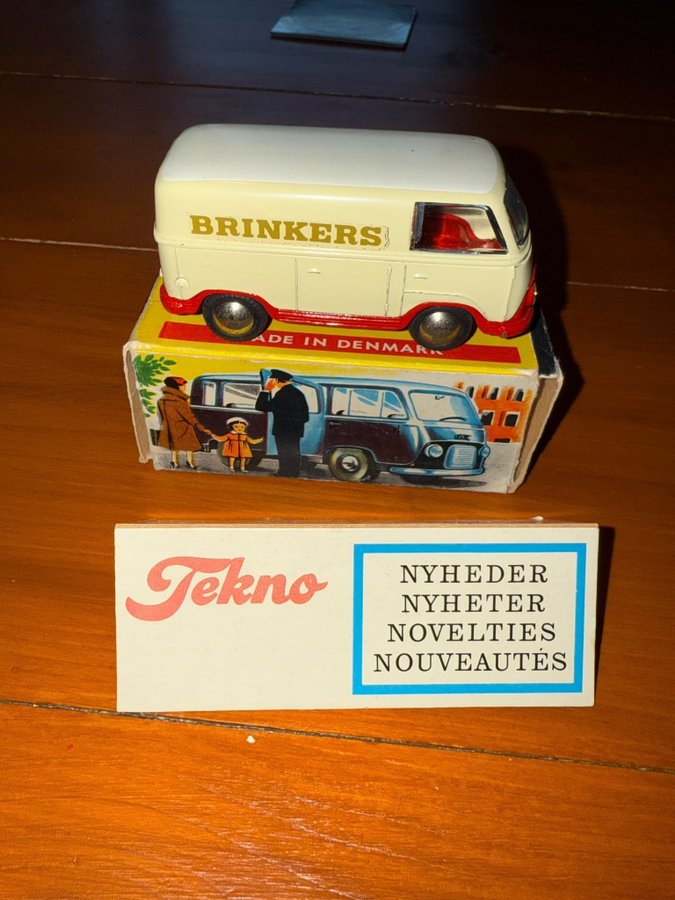 BRINKERS
ADE IN DENMARK
Tekno
NYHEDER
NYHETER
NOVELTIES
NOUVEAUTÉS